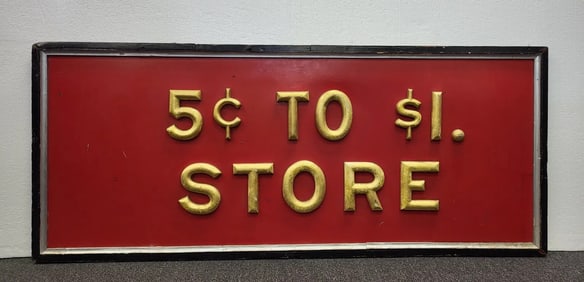 5¢ TO $1.
STORE